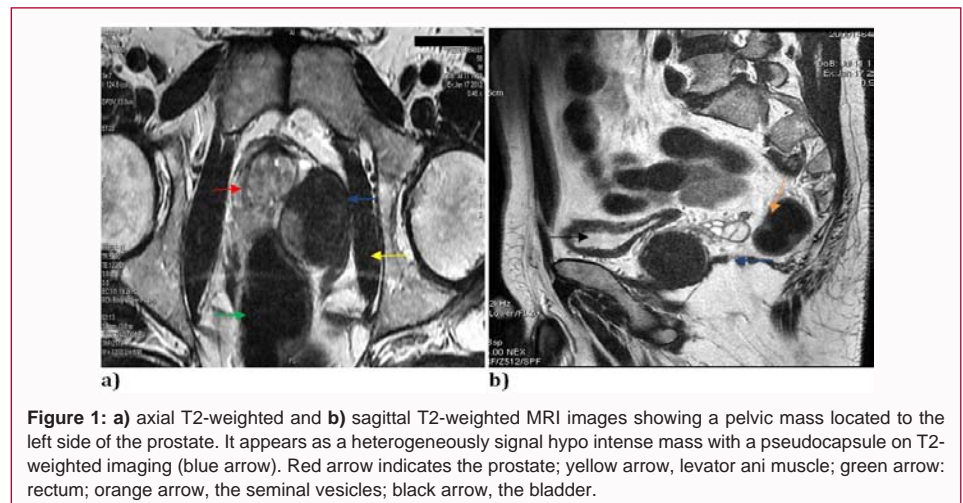 a)
b)
Figure 1: a) axial T2-weighted and b) sagittal T2-weighted MRI images showing a pelvic mass located to the
left side of the prostate. It appears as a heterogeneously signal hypo intense mass with a pseudocapsule on T2-
weighted imaging (blue arrow). Red arrow indicates the prostate; yellow arrow, levator ani muscle; green arrow:
rectum; orange arrow, the seminal vesicles; black arrow, the bladder.